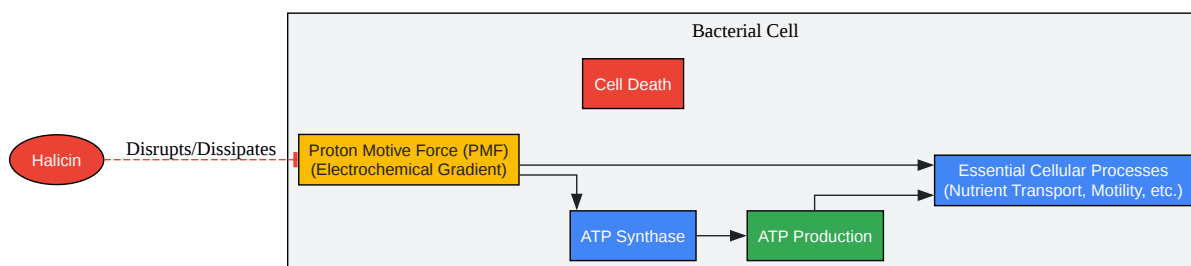 Bacterial Cell
Cell Death
Halicin
Disrupts/Dissipates
Proton Motive Force (PMF)
(Electrochemical Gradient)
Essential Cellular Processes
(Nutrient Transport, Motility, etc.)
ATP Synthase
ATP Production